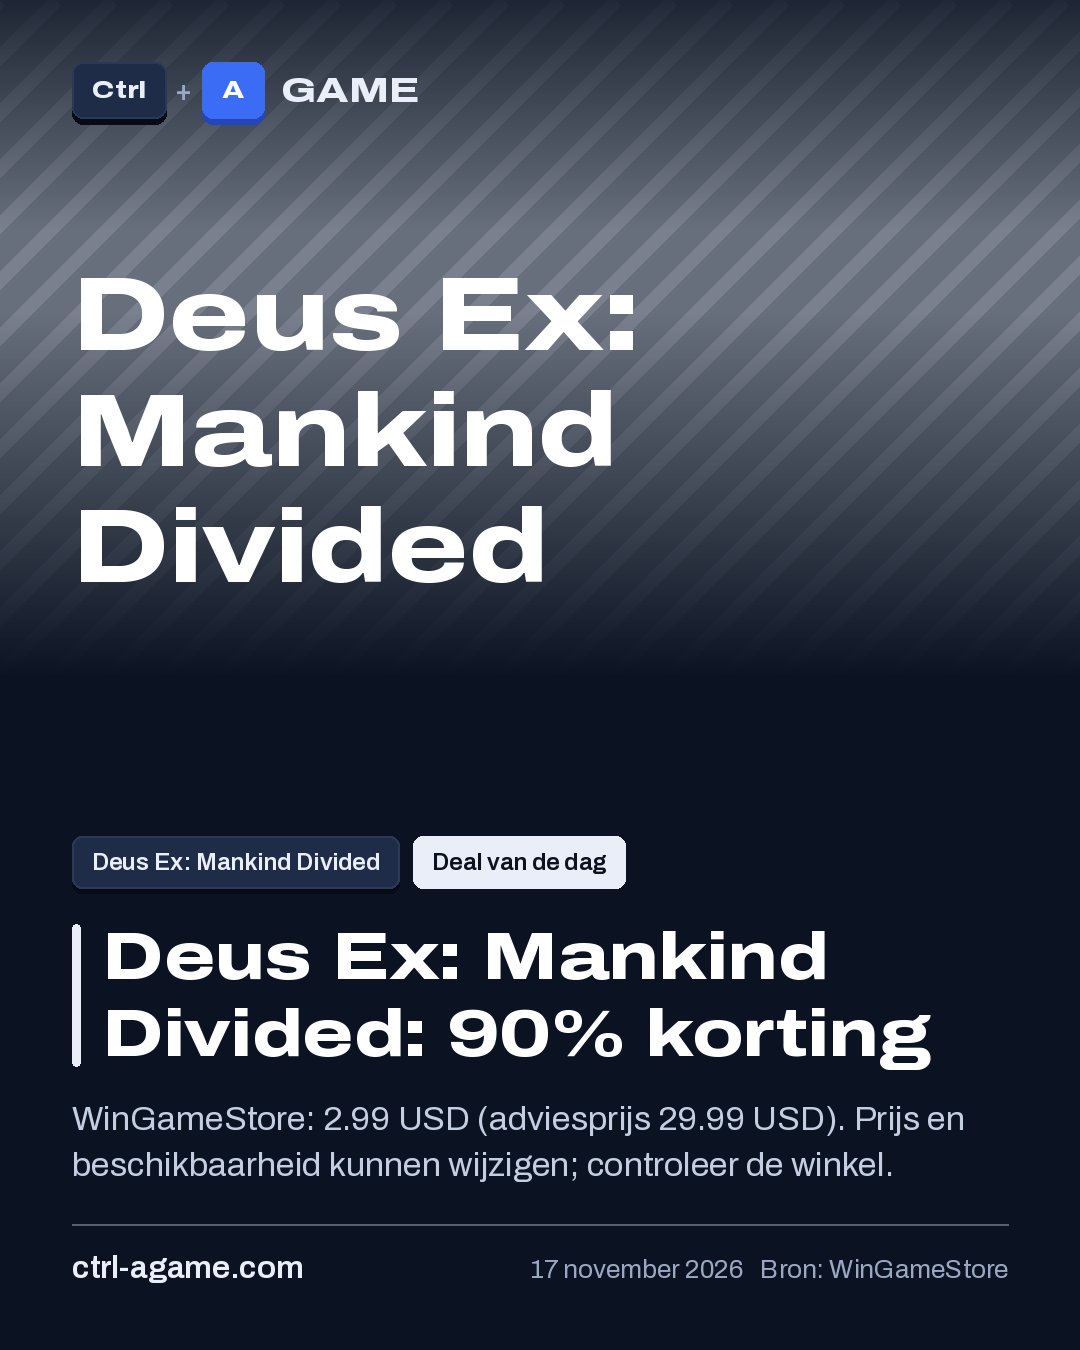 Ctrl + A GAME
Deus Ex:
Mankind
Divided
Deus Ex: Mankind Divided Deal van de dag
Deus Ex: Mankind
Divided: 90% korting
WinGameStore: 2.99 USD (adviesprijs 29.99 USD). Prijs en
beschikbaarheid kunnen wijzigen; controleer de winkel.
ctrl-agame.com 17 november 2026 Bron: WinGameStore